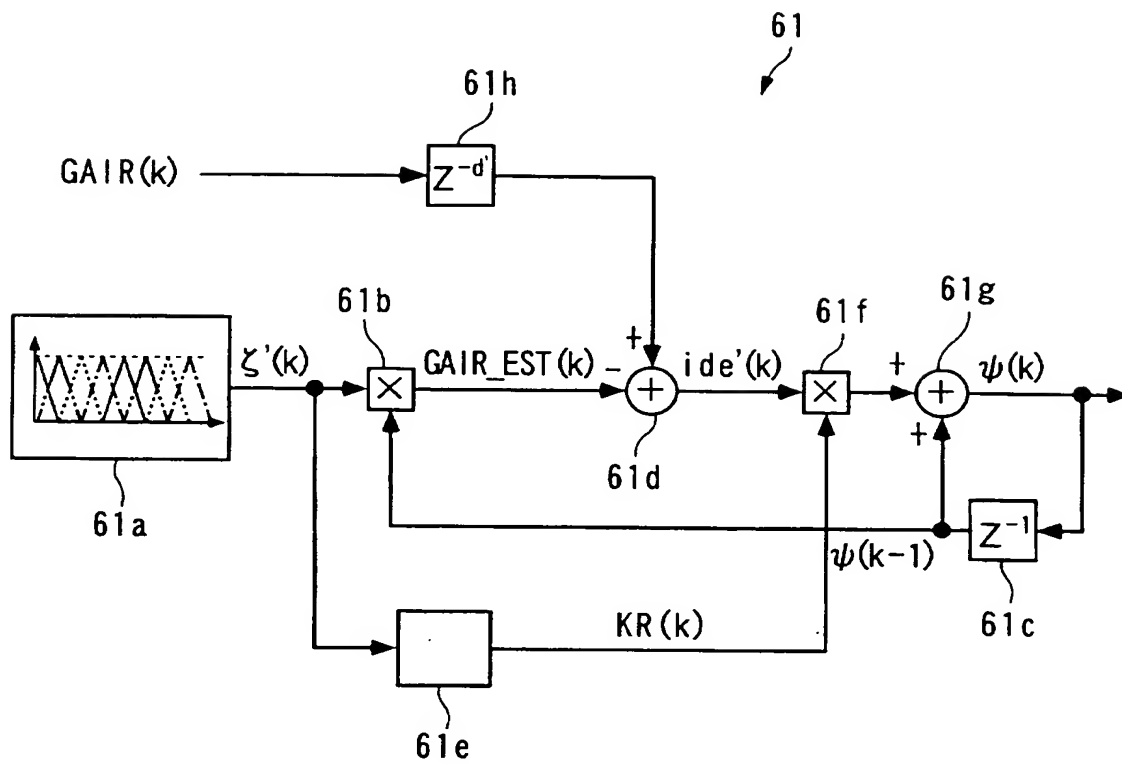 61
61h
GAIR(k)
Z^{-d'}
61b
61f
61g
ζ'(k)
×
GAIR_EST(k)
−
+
+
ide'(k)
×
+
+
+
ψ(k)
61a
61d
ψ(k−1)
Z^{-1}
61c
KR(k)
61e